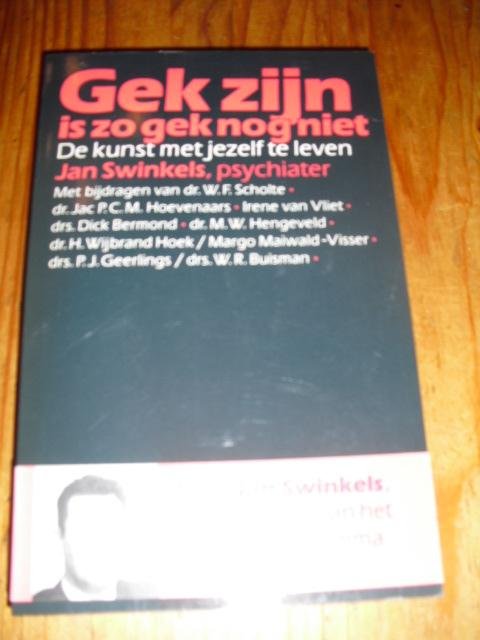 Gek zijn
is zo gek nog niet
De kunst met jezelf te leven
Jan Swinkels, psychiater
Met bijdragen van dr. W.F. Scholte •
dr. Jac P.C.M. Hoevenaars • Irene van Vliet •
drs. Dick Bermond • dr. M.W. Hengeveld •
dr. H. Wijbrand Hoek / Margo Maiwald-Visser •
drs. P.J. Geerlings / drs. W.R. Buisman •
Jan Swinkels,
het